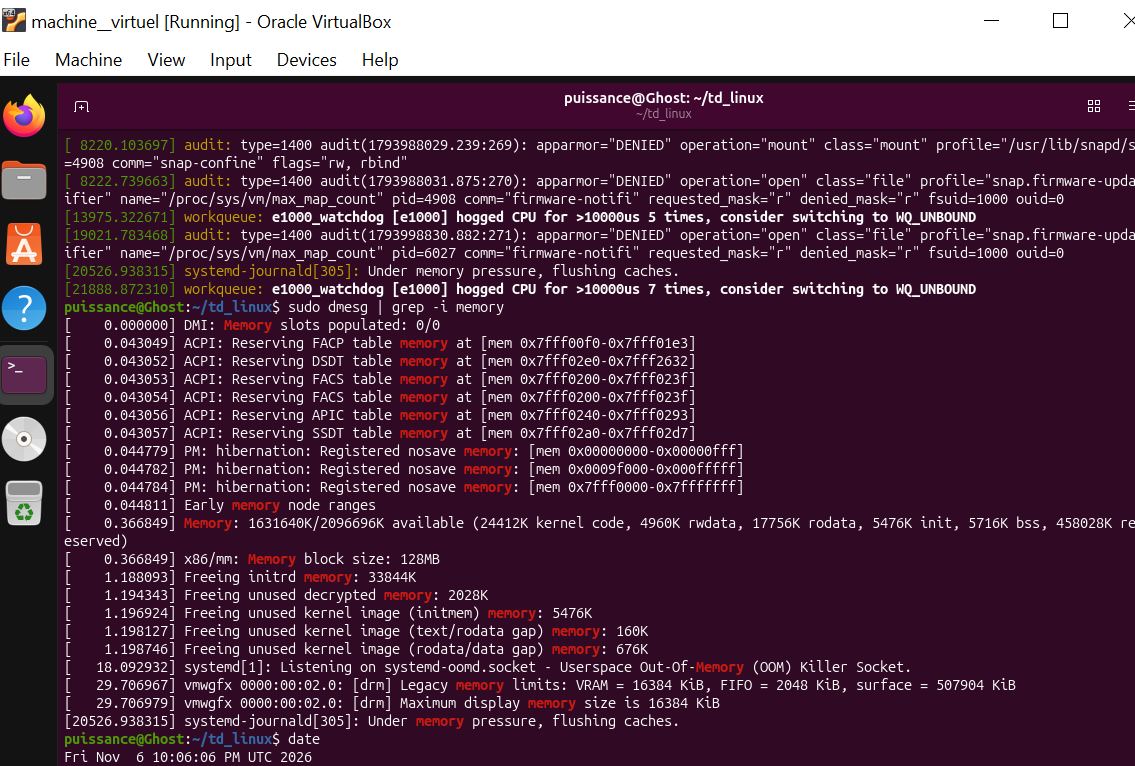 machine__virtuel [Running] - Oracle VirtualBox
File Machine View Input Devices Help
puissance@Ghost: ~/td_linux
~/td_linux
[ 8220.103697] audit: type=1400 audit(1793988029.239:269): apparmor="DENIED" operation="mount" class="mount" profile="/usr/lib/snapd/s
=4908 comm="snap-confine" flags="rw, rbind"
[ 8222.739663] audit: type=1400 audit(1793988031.875:270): apparmor="DENIED" operation="open" class="file" profile="snap.firmware-upda
ifier" name="/proc/sys/vm/max_map_count" pid=4908 comm="firmware-notifi" requested_mask="r" denied_mask="r" fsuid=1000 ouid=0
[13975.322671] workqueue: e1000_watchdog [e1000] hogged CPU for >10000us 5 times, consider switching to WQ_UNBOUND
[19021.783468] audit: type=1400 audit(1793998830.882:271): apparmor="DENIED" operation="open" class="file" profile="snap.firmware-upda
ifier" name="/proc/sys/vm/max_map_count" pid=6027 comm="firmware-notifi" requested_mask="r" denied_mask="r" fsuid=1000 ouid=0
[20526.938315] systemd-journald[305]: Under memory pressure, flushing caches.
[21888.872310] workqueue: e1000_watchdog [e1000] hogged CPU for >10000us 7 times, consider switching to WQ_UNBOUND
puissance@Ghost:~/td_linux$ sudo dmesg | grep -i memory
[    0.000000] DMI: Memory slots populated: 0/0
[    0.043049] ACPI: Reserving FACP table memory at [mem 0x7fff00f0-0x7fff01e3]
[    0.043052] ACPI: Reserving DSDT table memory at [mem 0x7fff02e0-0x7fff2632]
[    0.043053] ACPI: Reserving FACS table memory at [mem 0x7fff0200-0x7fff023f]
[    0.043054] ACPI: Reserving FACS table memory at [mem 0x7fff0200-0x7fff023f]
[    0.043056] ACPI: Reserving APIC table memory at [mem 0x7fff0240-0x7fff0293]
[    0.043057] ACPI: Reserving SSDT table memory at [mem 0x7fff02a0-0x7fff02d7]
[    0.044779] PM: hibernation: Registered nosave memory: [mem 0x00000000-0x00000fff]
[    0.044782] PM: hibernation: Registered nosave memory: [mem 0x0009f000-0x000fffff]
[    0.044784] PM: hibernation: Registered nosave memory: [mem 0x7fff0000-0x7fffffff]
[    0.044811] Early memory node ranges
[    0.366849] Memory: 1631640K/2096696K available (24412K kernel code, 4960K rwdata, 17756K rodata, 5476K init, 5716K bss, 458028K re
eserved)
[    0.366849] x86/mm: Memory block size: 128MB
[    1.188093] Freeing initrd memory: 33844K
[    1.194343] Freeing unused decrypted memory: 2028K
[    1.196924] Freeing unused kernel image (initmem) memory: 5476K
[    1.198127] Freeing unused kernel image (text/rodata gap) memory: 160K
[    1.198746] Freeing unused kernel image (rodata/data gap) memory: 676K
[   18.092932] systemd[1]: Listening on systemd-oomd.socket - Userspace Out-Of-Memory (OOM) Killer Socket.
[   29.706967] vmwgfx 0000:00:02.0: [drm] Legacy memory limits: VRAM = 16384 KiB, FIFO = 2048 KiB, surface = 507904 KiB
[   29.706979] vmwgfx 0000:00:02.0: [drm] Maximum display memory size is 16384 KiB
[20526.938315] systemd-journald[305]: Under memory pressure, flushing caches.
puissance@Ghost:~/td_linux$ date
Fri Nov  6 10:06:06 PM UTC 2026